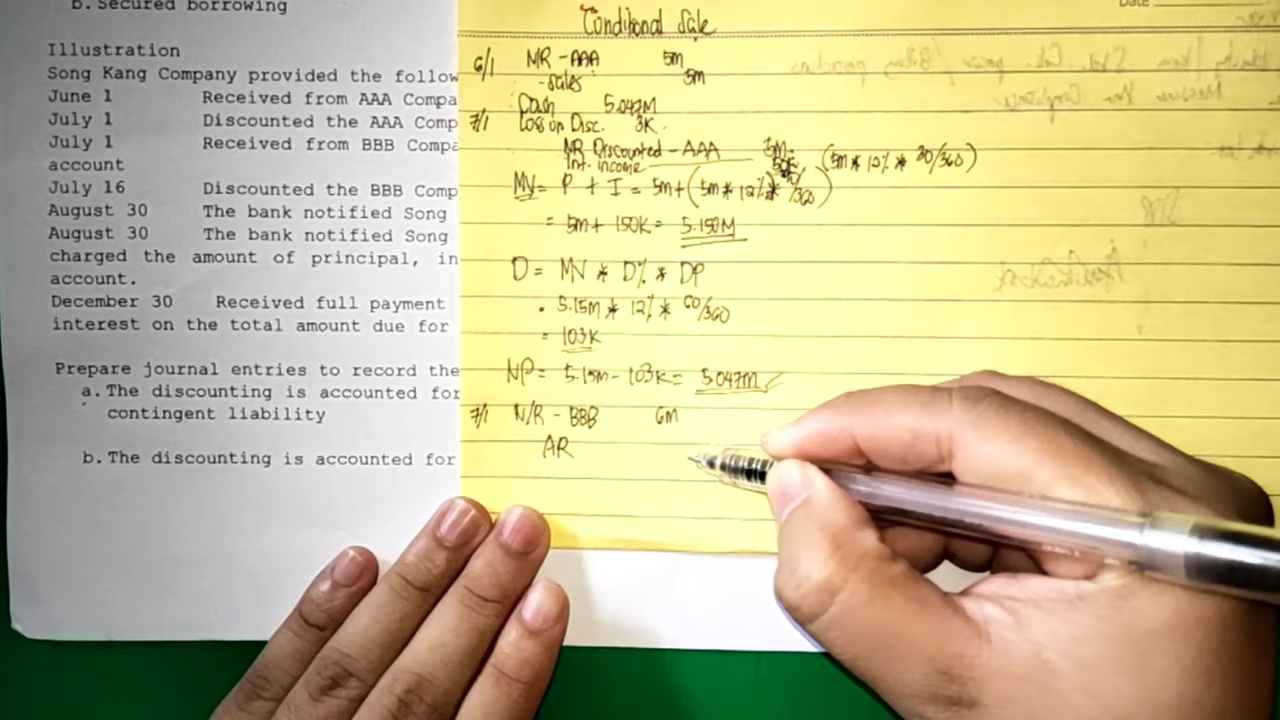 b. Secured borrowing
Illustration
Song Kang Company provided the follow
June 1 Received from AAA Compa
July 1 Discounted the AAA Comp
July 1 Received from BBB Compa
account
July 16 Discounted the BBB Comp
August 30 The bank notified Song
August 30 The bank notified Song
charged the amount of principal, in
account.
December 30 Received full payment
interest on the total amount due for
Prepare journal entries to record the
a. The discounting is accounted for
contingent liability
b. The discounting is accounted for
Date
Conditional Sale
6/1 NR - AAA 5m
- Sales 5m
Cash 5.047M
7/1 Loss on Disc. 3K.
NR Discounted - AAA 5m
Int. income (5m * 12% * 30/360)
MV = P + I = 5m + (5m * 12% * /360)
= 5m + 150K = 5.150M
D = MV * D% * DP
5.15m * 12% * 60/360
= 103K
NP = 5.15m - 103K = 5.047M
7/1 N/R - BBB 6m
AR